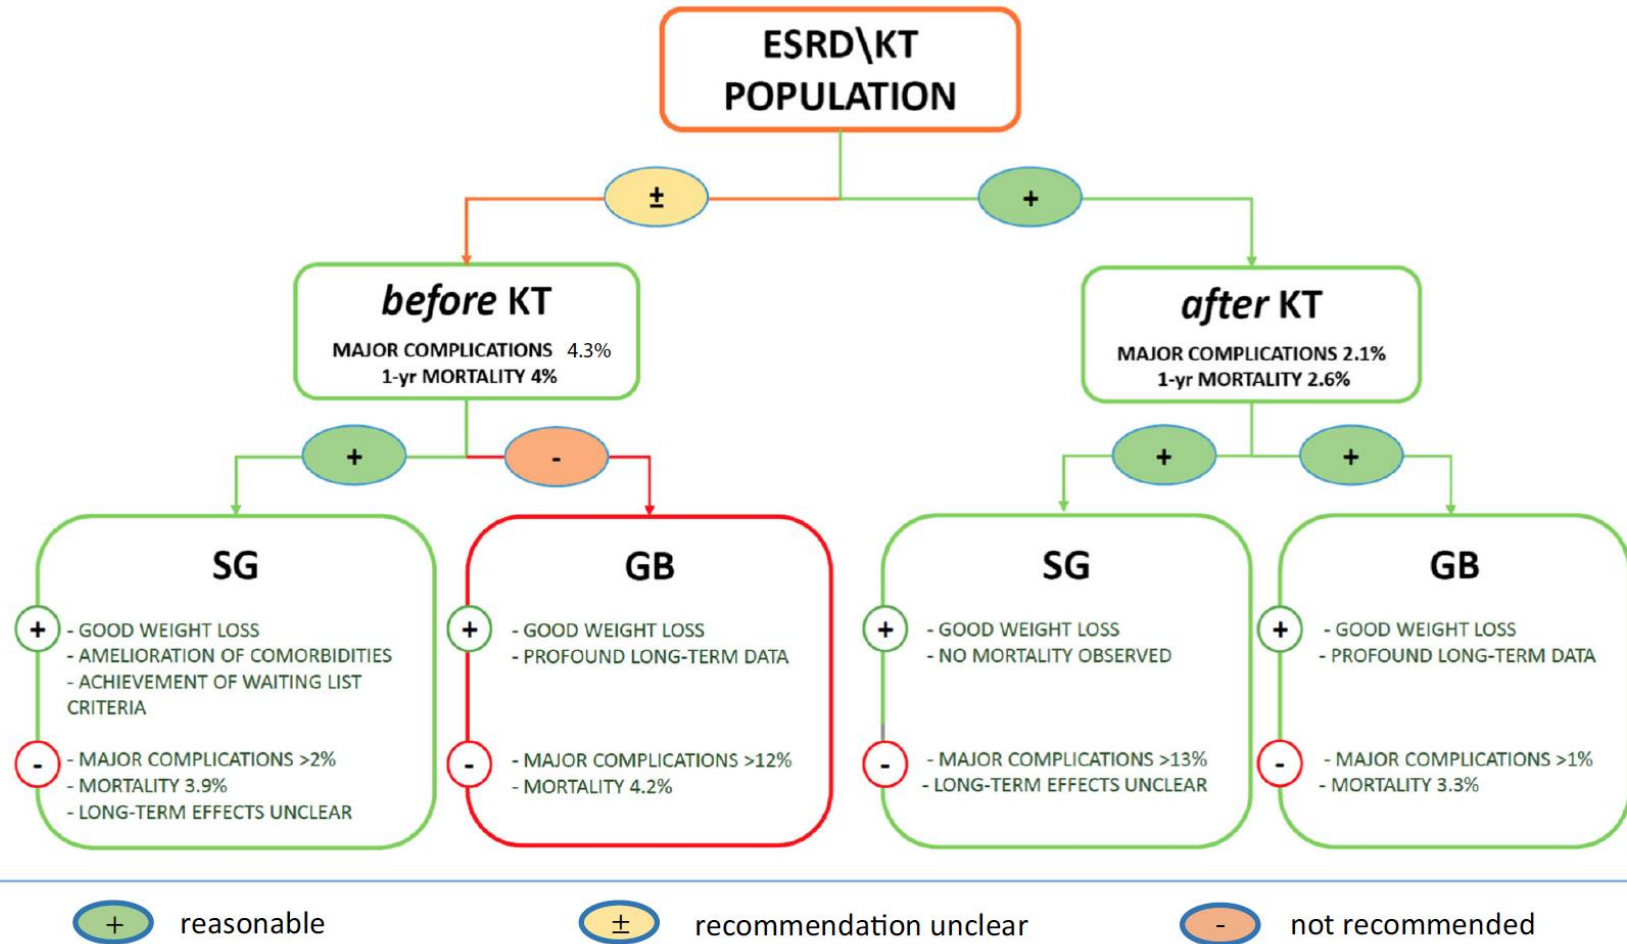 ESRD\KT
POPULATION
±
+
before KT
MAJOR COMPLICATIONS 4.3%
1-yr MORTALITY 4%
after KT
MAJOR COMPLICATIONS 2.1%
1-yr MORTALITY 2.6%
+
-
+
+
SG
+
- GOOD WEIGHT LOSS
- AMELIORATION OF COMORBIDITIES
- ACHIEVEMENT OF WAITING LIST
CRITERIA
-
- MAJOR COMPLICATIONS >2%
- MORTALITY 3.9%
- LONG-TERM EFFECTS UNCLEAR
GB
+
- GOOD WEIGHT LOSS
- PROFOUND LONG-TERM DATA
-
- MAJOR COMPLICATIONS >12%
- MORTALITY 4.2%
SG
+
- GOOD WEIGHT LOSS
- NO MORTALITY OBSERVED
-
- MAJOR COMPLICATIONS >13%
- LONG-TERM EFFECTS UNCLEAR
GB
+
- GOOD WEIGHT LOSS
- PROFOUND LONG-TERM DATA
-
- MAJOR COMPLICATIONS >1%
- MORTALITY 3.3%
+ reasonable
± recommendation unclear
- not recommended